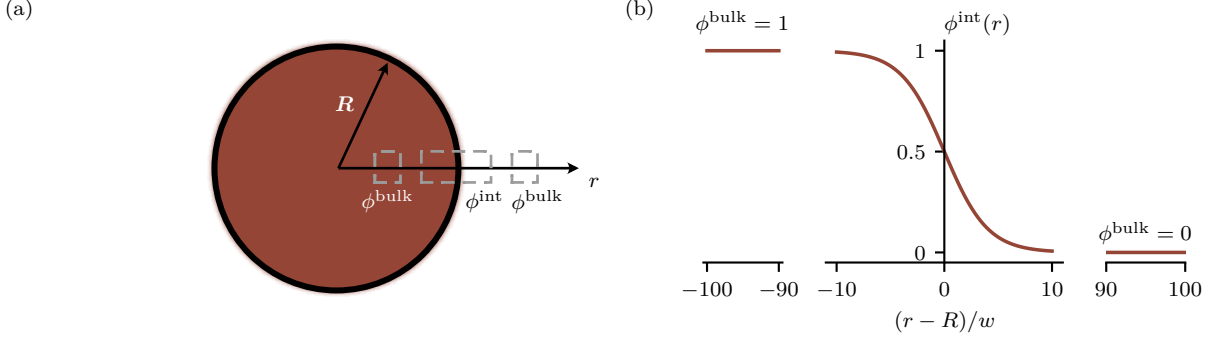 (a)
R
r
ϕ^bulk
ϕ^int
ϕ^bulk
(b)
ϕ^bulk = 1
ϕ^int(r)
1
0.5
0
ϕ^bulk = 0
−100
−90
−10
0
10
90
100
(r − R)/w